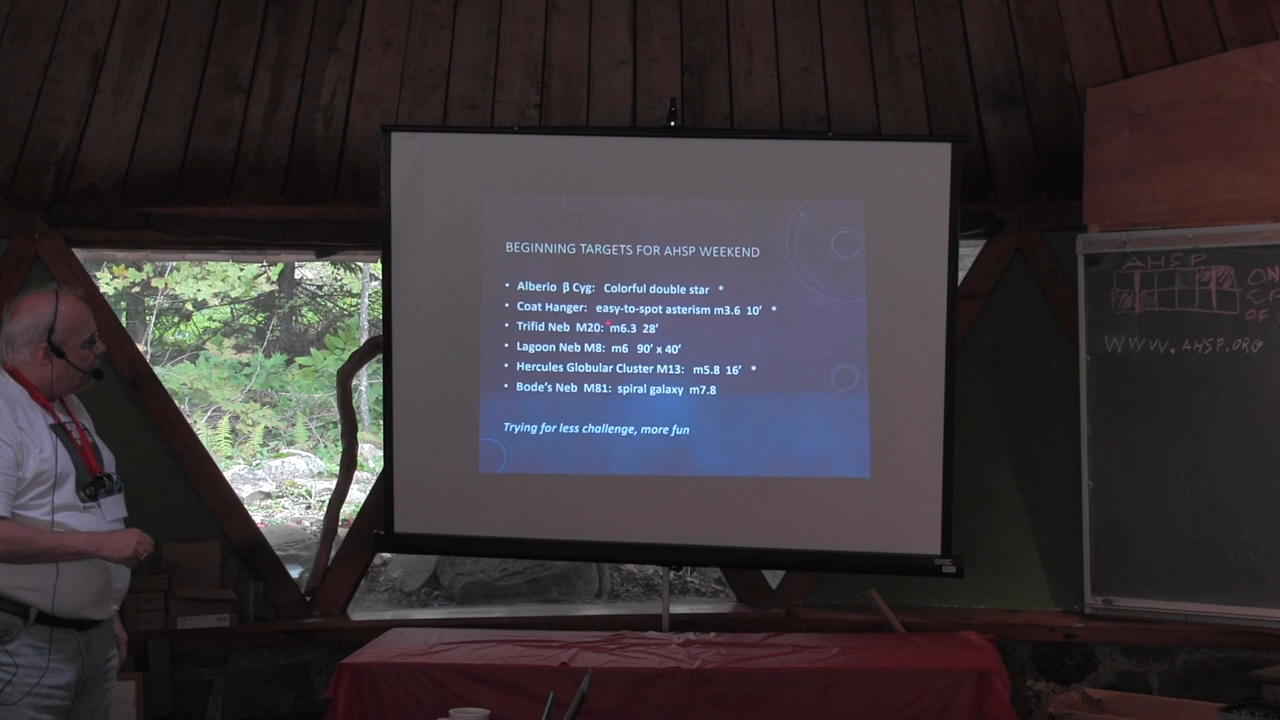 BEGINNING TARGETS FOR AHSP WEEKEND
• Alberio β Cyg: Colorful double star *
• Coat Hanger: easy-to-spot asterism m3.6 10’ *
• Trifid Neb M20: m6.3 28’
• Lagoon Neb M8: m6 90’ x 40’
• Hercules Globular Cluster M13: m5.8 16’ *
• Bode’s Neb M81: spiral galaxy m7.8
Trying for less challenge, more fun
AHSP
ON
OF
WWW.AHSP.ORG